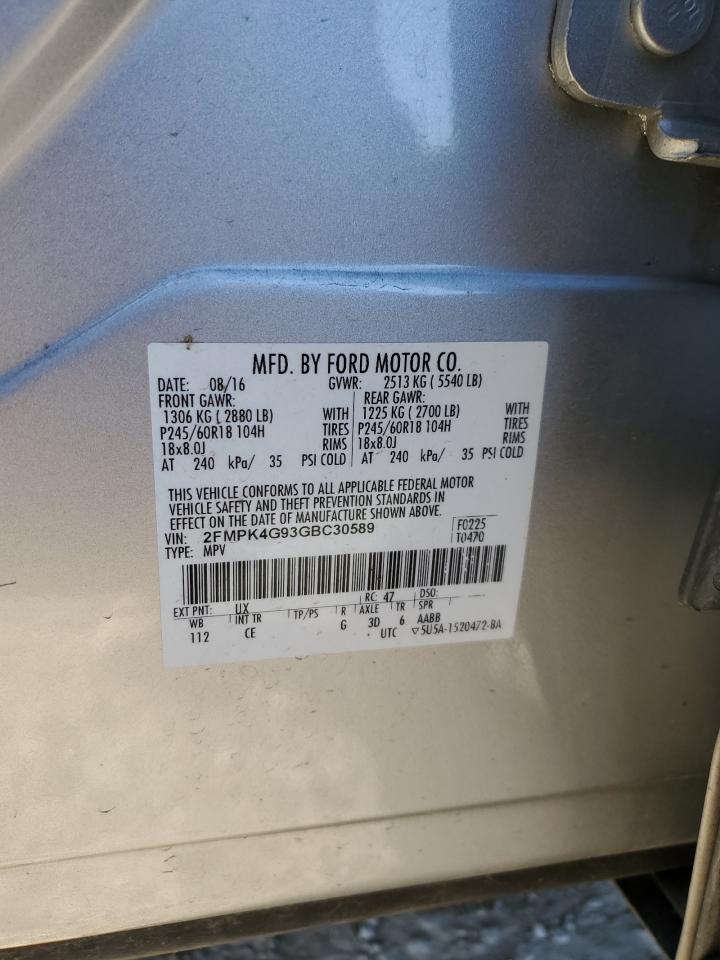 MFD. BY FORD MOTOR CO.
DATE: 08/16 GVWR: 2513 KG ( 5540 LB)
FRONT GAWR: REAR GAWR:
1306 KG ( 2880 LB) WITH 1225 KG ( 2700 LB) WITH
P245/60R18 104H TIRES P245/60R18 104H TIRES
18x8.0J RIMS 18x8.0J RIMS
AT 240 kPa/ 35 PSI COLD AT 240 kPa/ 35 PSI COLD
THIS VEHICLE CONFORMS TO ALL APPLICABLE FEDERAL MOTOR
VEHICLE SAFETY AND THEFT PREVENTION STANDARDS IN
EFFECT ON THE DATE OF MANUFACTURE SHOWN ABOVE.
VIN: 2FMPK4G93GBC30589 F0225
TYPE: MPV T0470
EXT PNT: UX RC: 47 DSO:
WB INT TR TP/PS R AXLE TR SPR
112 CE G 3D 6 AABB
UTC ▽5U5A-1520472-BA